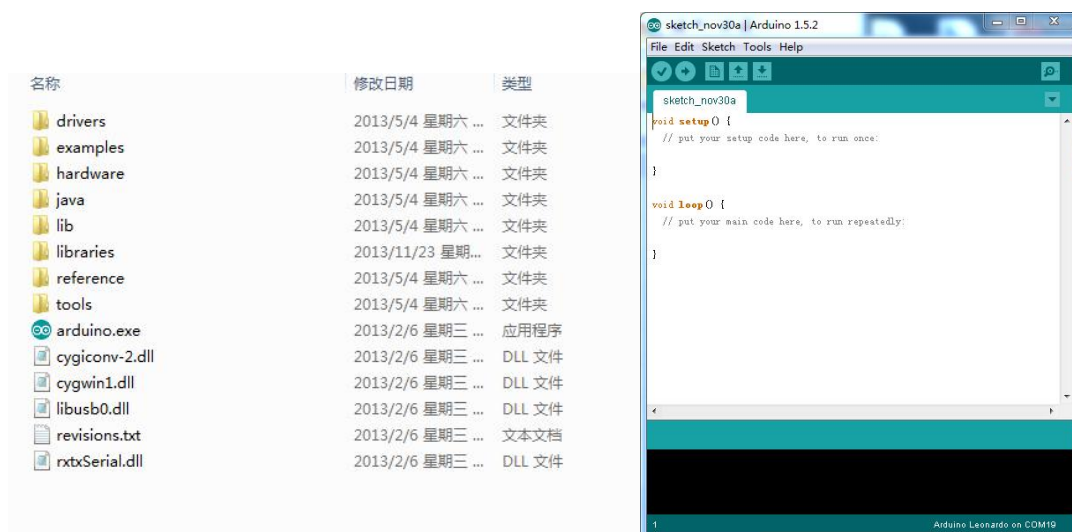 名称 修改日期 类型
drivers 2013/5/4 星期六 ... 文件夹
examples 2013/5/4 星期六 ... 文件夹
hardware 2013/5/4 星期六 ... 文件夹
java 2013/5/4 星期六 ... 文件夹
lib 2013/5/4 星期六 ... 文件夹
libraries 2013/11/23 星期... 文件夹
reference 2013/5/4 星期六 ... 文件夹
tools 2013/5/4 星期六 ... 文件夹
arduino.exe 2013/2/6 星期三 ... 应用程序
cygiconv-2.dll 2013/2/6 星期三 ... DLL 文件
cygwin1.dll 2013/2/6 星期三 ... DLL 文件
libusb0.dll 2013/2/6 星期三 ... DLL 文件
revisions.txt 2013/2/6 星期三 ... 文本文档
rxtxSerial.dll 2013/2/6 星期三 ... DLL 文件
sketch_nov30a | Arduino 1.5.2
File Edit Sketch Tools Help
sketch_nov30a
void setup() {
// put your setup code here, to run once:
}
void loop() {
// put your main code here, to run repeatedly:
}
1 Arduino Leonardo on COM19